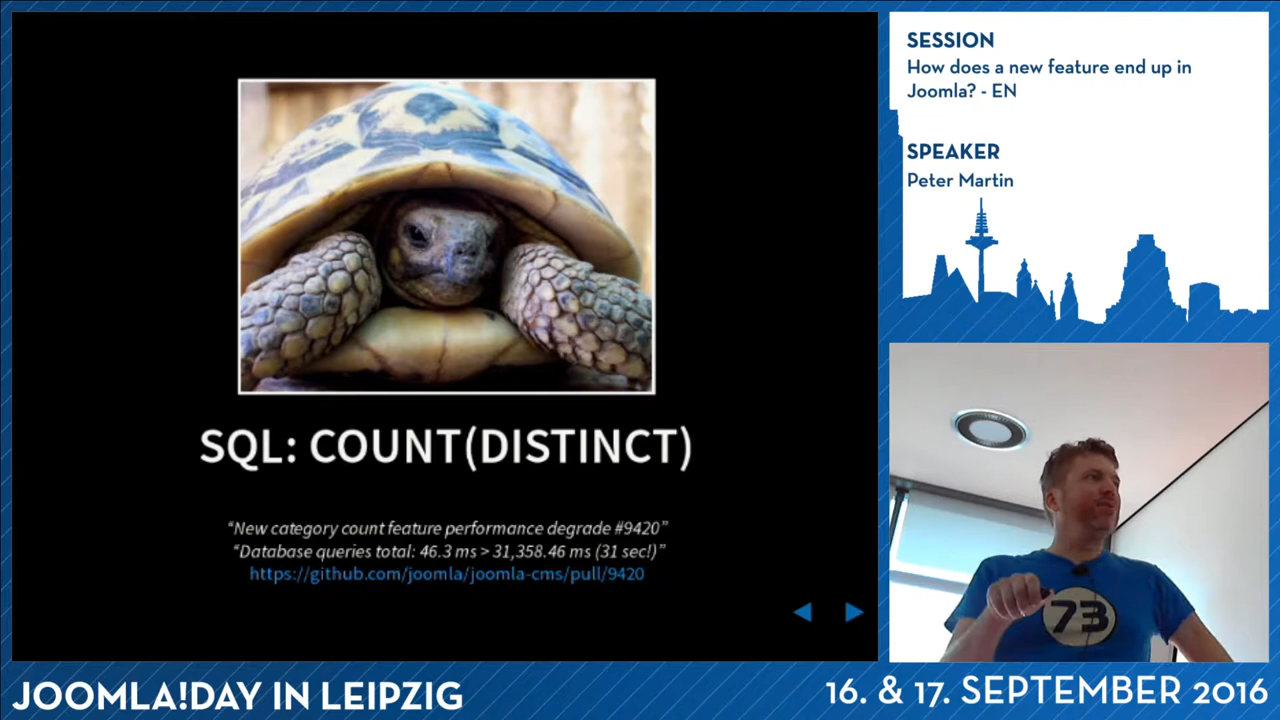 SQL: COUNT(DISTINCT)
“New category count feature performance degrade #9420”
“Database queries total: 46.3 ms > 31,358.46 ms (31 sec!)”
https://github.com/joomla/joomla-cms/pull/9420
SESSION
How does a new feature end up in
Joomla? - EN
SPEAKER
Peter Martin
73
JOOMLA!DAY IN LEIPZIG
16. & 17. SEPTEMBER 2016